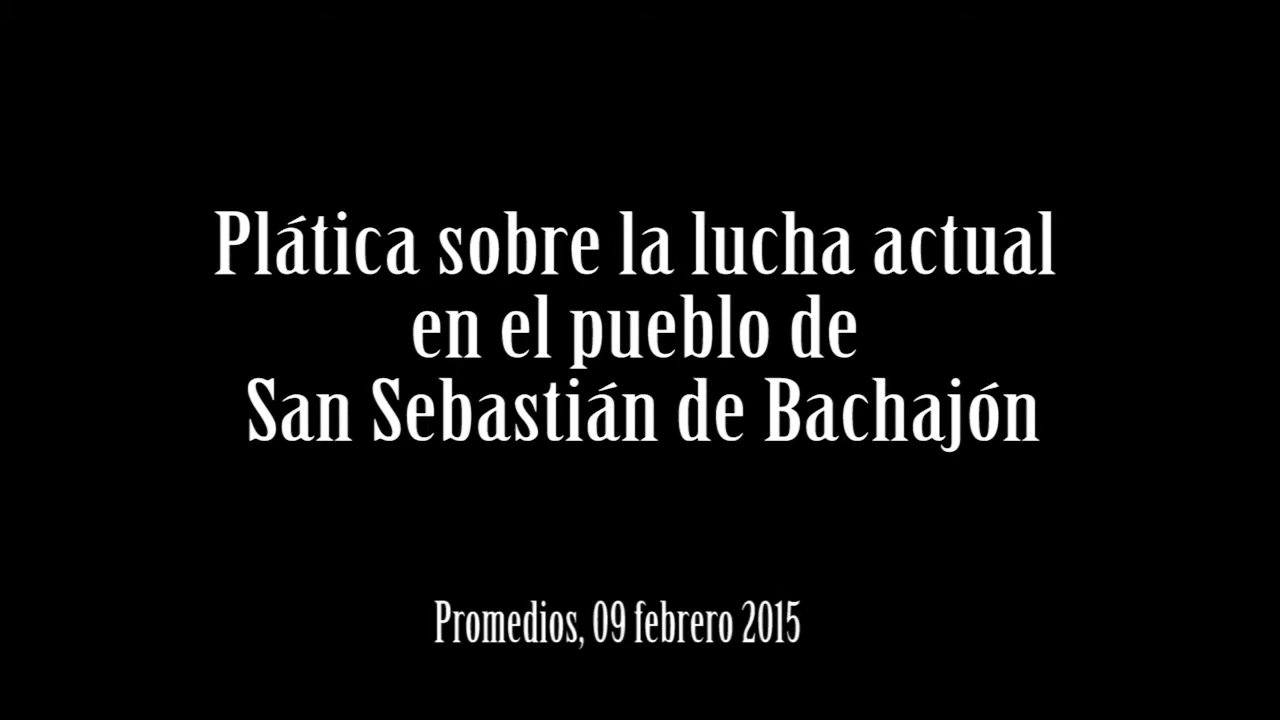 Plática sobre la lucha actual
en el pueblo de
San Sebastián de Bachajón
Promedios, 09 febrero 2015